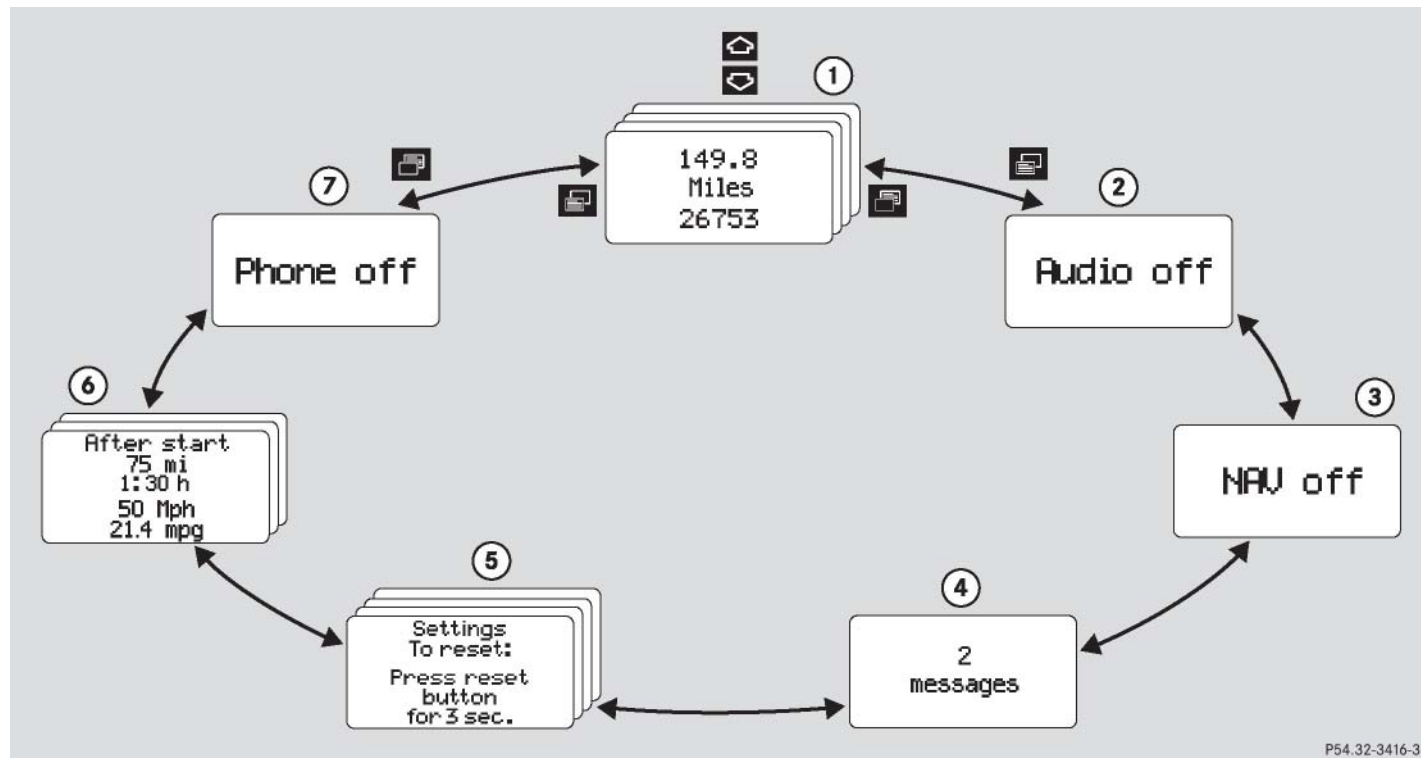 1
149.8
Miles
26753
2
Audio off
3
NAV off
4
2
messages
5
Settings
To reset:
Press reset
button
for 3 sec.
6
After start
75 mi
1:30 h
50 Mph
21.4 mpg
7
Phone off
P54.32-3416-3